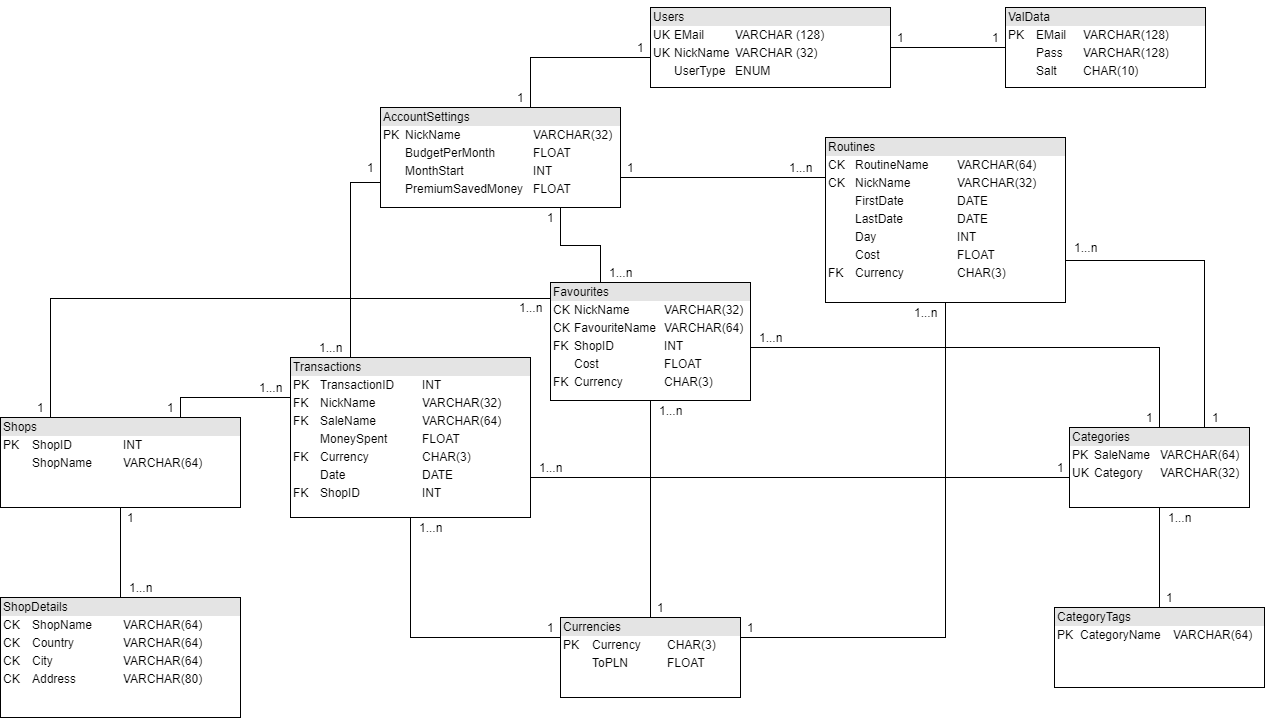 Users
UK EMail VARCHAR (128)
UK NickName VARCHAR (32)
UserType ENUM
1
1
1
ValData
PK EMail VARCHAR(128)
Pass VARCHAR(128)
Salt CHAR(10)
1
AccountSettings
PK NickName VARCHAR(32)
BudgetPerMonth FLOAT
MonthStart INT
PremiumSavedMoney FLOAT
1
1
1...n
1
Routines
CK RoutineName VARCHAR(64)
CK NickName VARCHAR(32)
FirstDate DATE
LastDate DATE
Day INT
Cost FLOAT
FK Currency CHAR(3)
1...n
1...n
1...n
Favourites
CK NickName VARCHAR(32)
CK FavouriteName VARCHAR(64)
FK ShopID INT
Cost FLOAT
FK Currency CHAR(3)
1...n
1...n
1...n
1...n
Transactions
PK TransactionID INT
FK NickName VARCHAR(32)
FK SaleName VARCHAR(64)
MoneySpent FLOAT
FK Currency CHAR(3)
Date DATE
FK ShopID INT
1...n
1...n
1...n
1
1
Shops
PK ShopID INT
ShopName VARCHAR(64)
1
1...n
1
1
1
Categories
PK SaleName VARCHAR(64)
UK Category VARCHAR(32)
1...n
1
ShopDetails
CK ShopName VARCHAR(64)
CK Country VARCHAR(64)
CK City VARCHAR(64)
CK Address VARCHAR(80)
1
1
1
Currencies
PK Currency CHAR(3)
ToPLN FLOAT
CategoryTags
PK CategoryName VARCHAR(64)